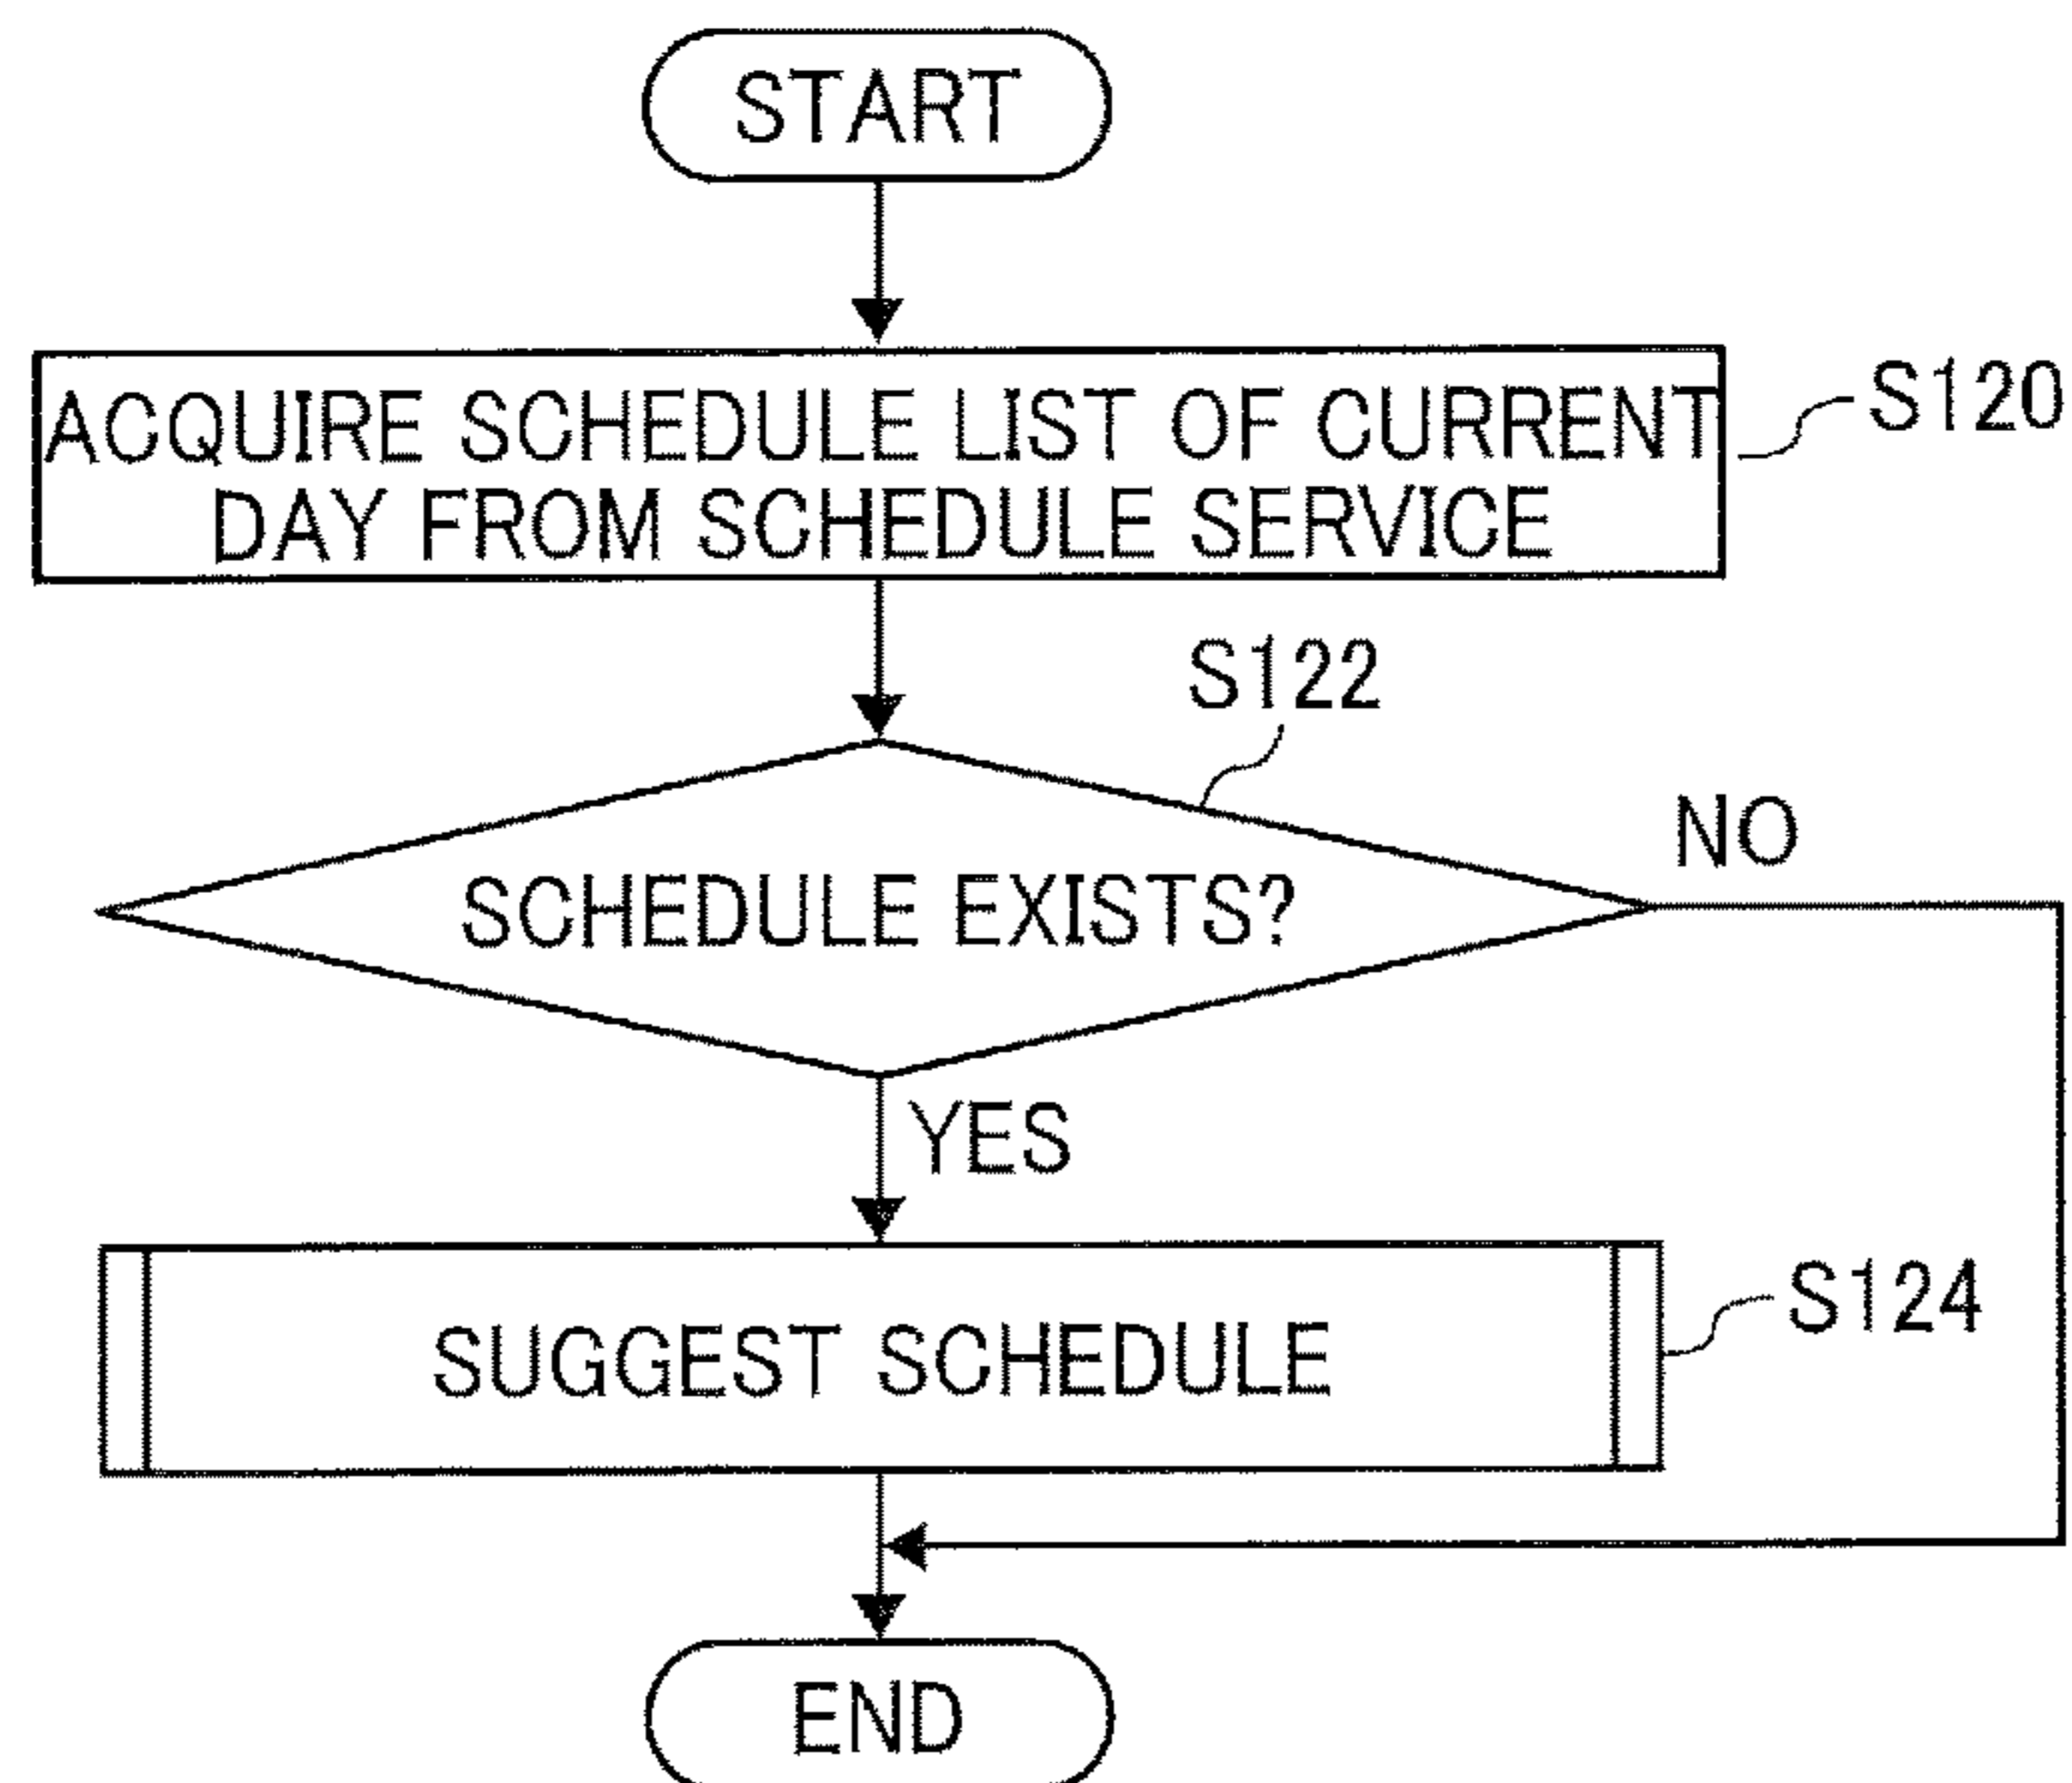 START
ACQUIRE SCHEDULE LIST OF CURRENT
DAY FROM SCHEDULE SERVICE
S120
S122
SCHEDULE EXISTS?
NO
YES
SUGGEST SCHEDULE
S124
END